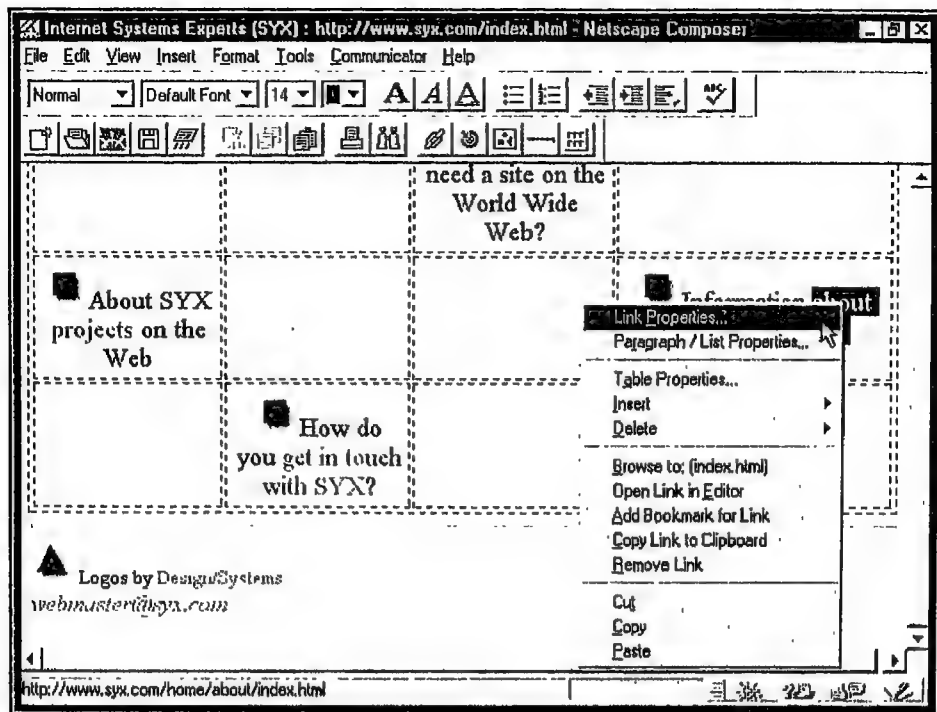 Internet Systems Experts (SYX) : http://www.syx.com/index.html - Netscape Composer
File Edit View Insert Format Tools Communicator Help
Normal Default Font 14 A A A ABC
need a site on the
World Wide
Web?
About SYX
projects on the
Web
Information about
How do
you get in touch
with SYX?
Link Properties...
Paragraph / List Properties...
Table Properties...
Insert
Delete
Browse to: (index.html)
Open Link in Editor
Add Bookmark for Link
Copy Link to Clipboard
Remove Link
Cut
Copy
Paste
Logos by Design/Systems
webmaster@syx.com
http://www.syx.com/home/about/index.html